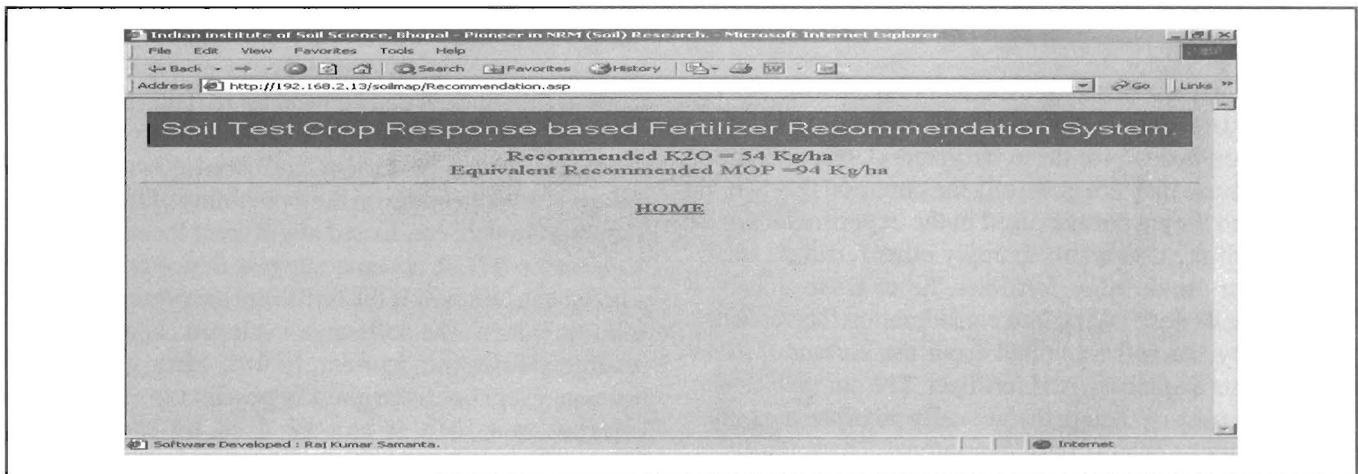 Indian institute of Soil Science, Bhopal - Pioneer in NRM (Soil) Research. - Microsoft Internet Explorer
File Edit View Favorites Tools Help
Back Search Favorites History
Address http://192.168.2.13/soilmap/Recommendation.asp Go Links
Soil Test Crop Response based Fertilizer Recommendation System.
Recommended K2O = 54 Kg/ha
Equivalent Recommended MOP =94 Kg/ha
HOME
Software Developed : Raj Kumar Samanta. Internet